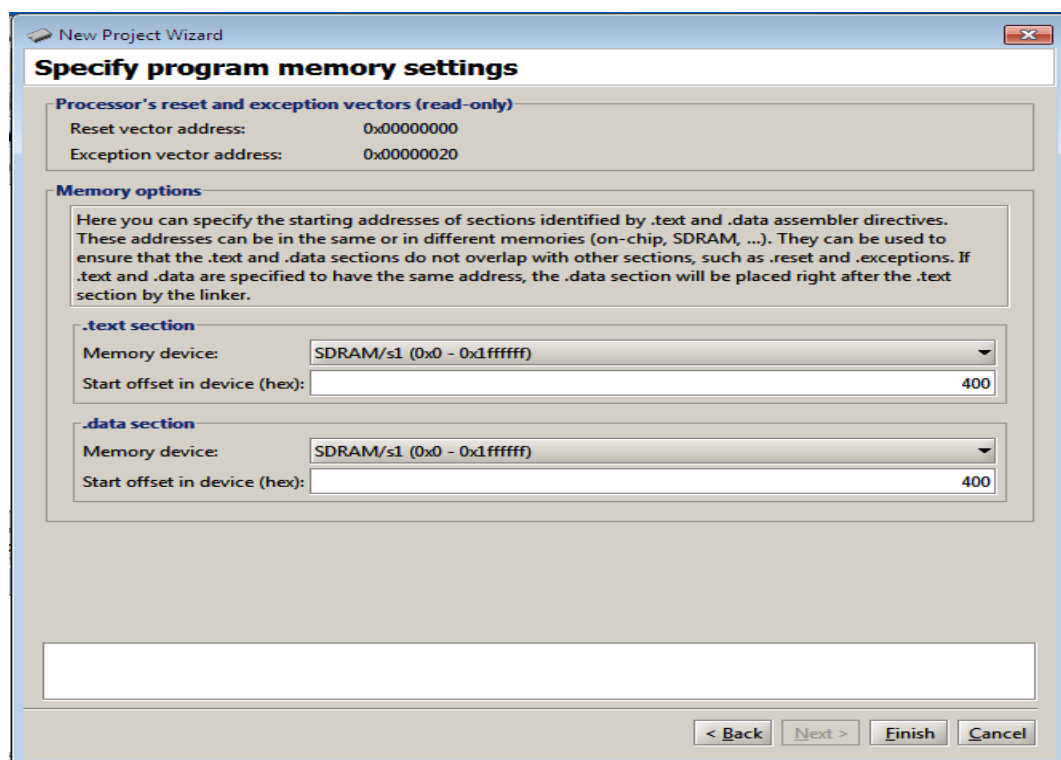 New Project Wizard
Specify program memory settings
Processor's reset and exception vectors (read-only)
Reset vector address: 0x00000000
Exception vector address: 0x00000020
Memory options
Here you can specify the starting addresses of sections identified by .text and .data assembler directives.
These addresses can be in the same or in different memories (on-chip, SDRAM, ...). They can be used to
ensure that the .text and .data sections do not overlap with other sections, such as .reset and .exceptions. If
.text and .data are specified to have the same address, the .data section will be placed right after the .text
section by the linker.
.text section
Memory device: SDRAM/s1 (0x0 - 0x1ffffff)
Start offset in device (hex): 400
.data section
Memory device: SDRAM/s1 (0x0 - 0x1ffffff)
Start offset in device (hex): 400
< Back Next > Finish Cancel